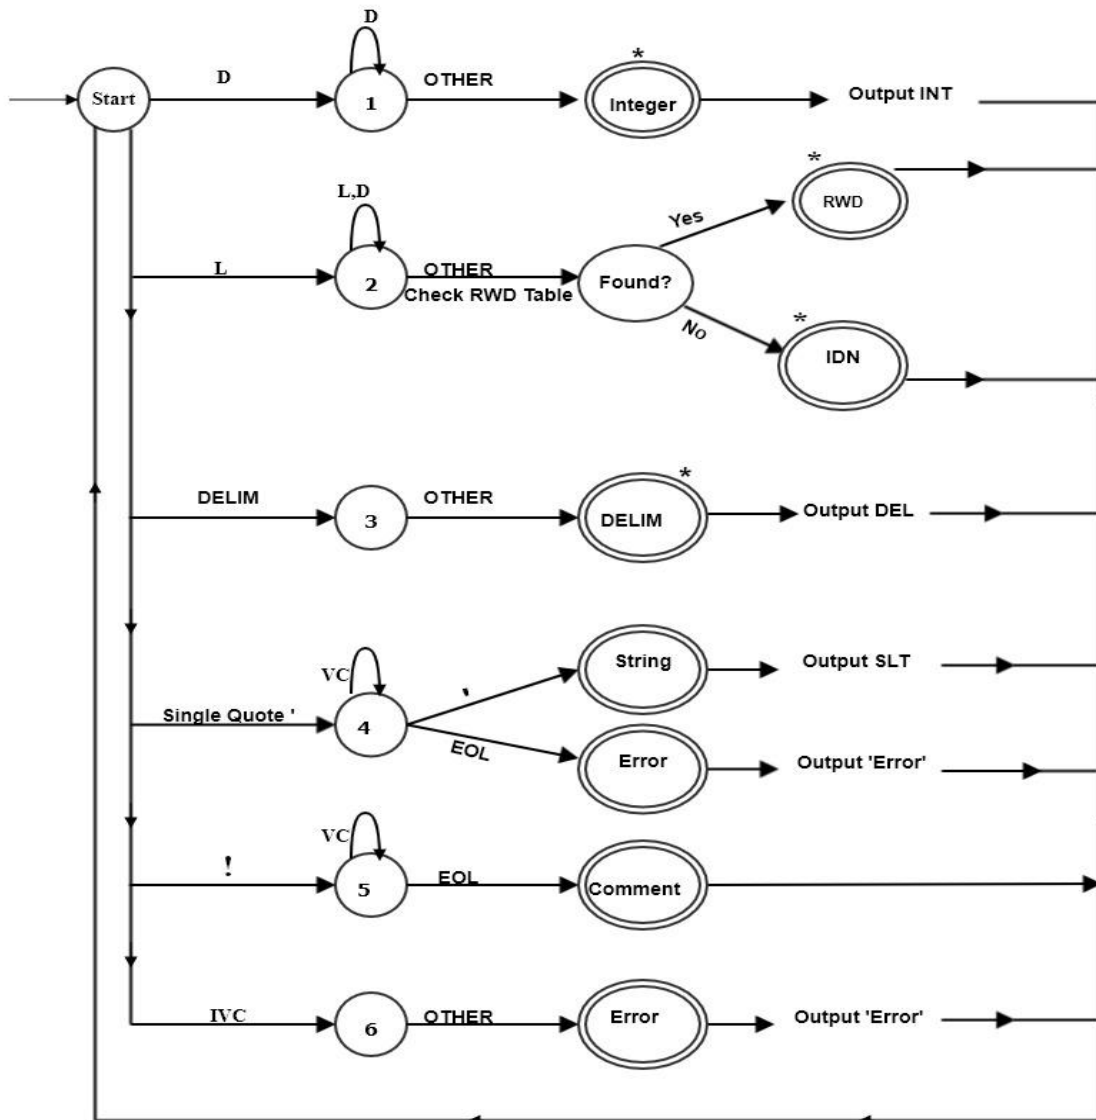 D
D
OTHER
*
Start
1
Integer
Output INT
L,D
*
Yes
RWD
L
2
OTHER
Check RWD Table
Found?
No
*
IDN
DELIM
3
OTHER
*
DELIM
Output DEL
VC
Single Quote '
4
'
EOL
String
Output SLT
Error
Output 'Error'
VC
!
5
EOL
Comment
IVC
6
OTHER
Error
Output 'Error'